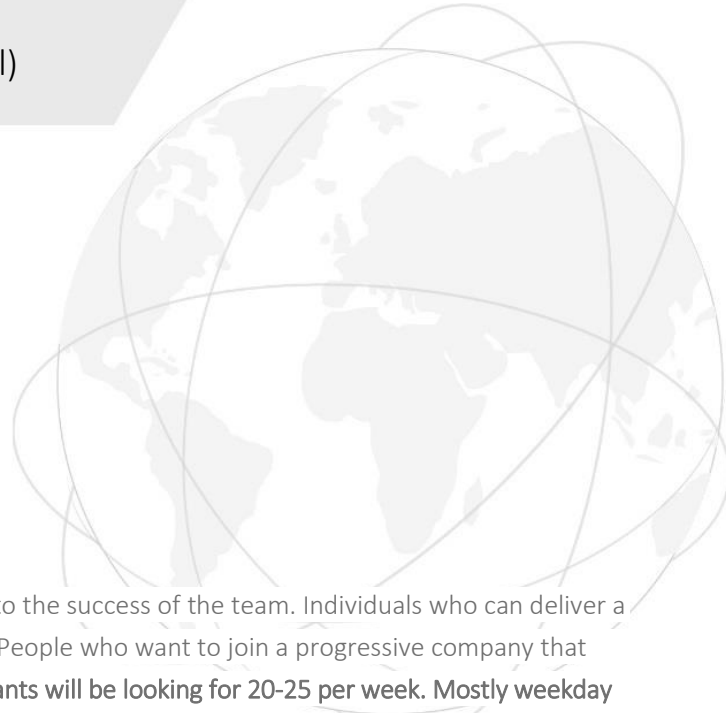 l)
to the success of the team. Individuals who can deliver a
People who want to join a progressive company that
ants will be looking for 20-25 per week. Mostly weekday